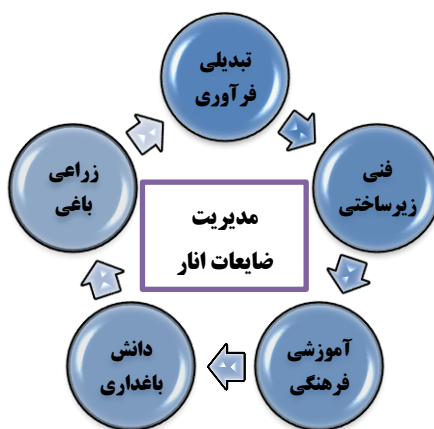 تبدیلی
فرآوری
فنی
زیرساختی
آموزشی
فرهنگی
دانش
باغداری
زراعی
باغی
مدیریت
ضایعات انار